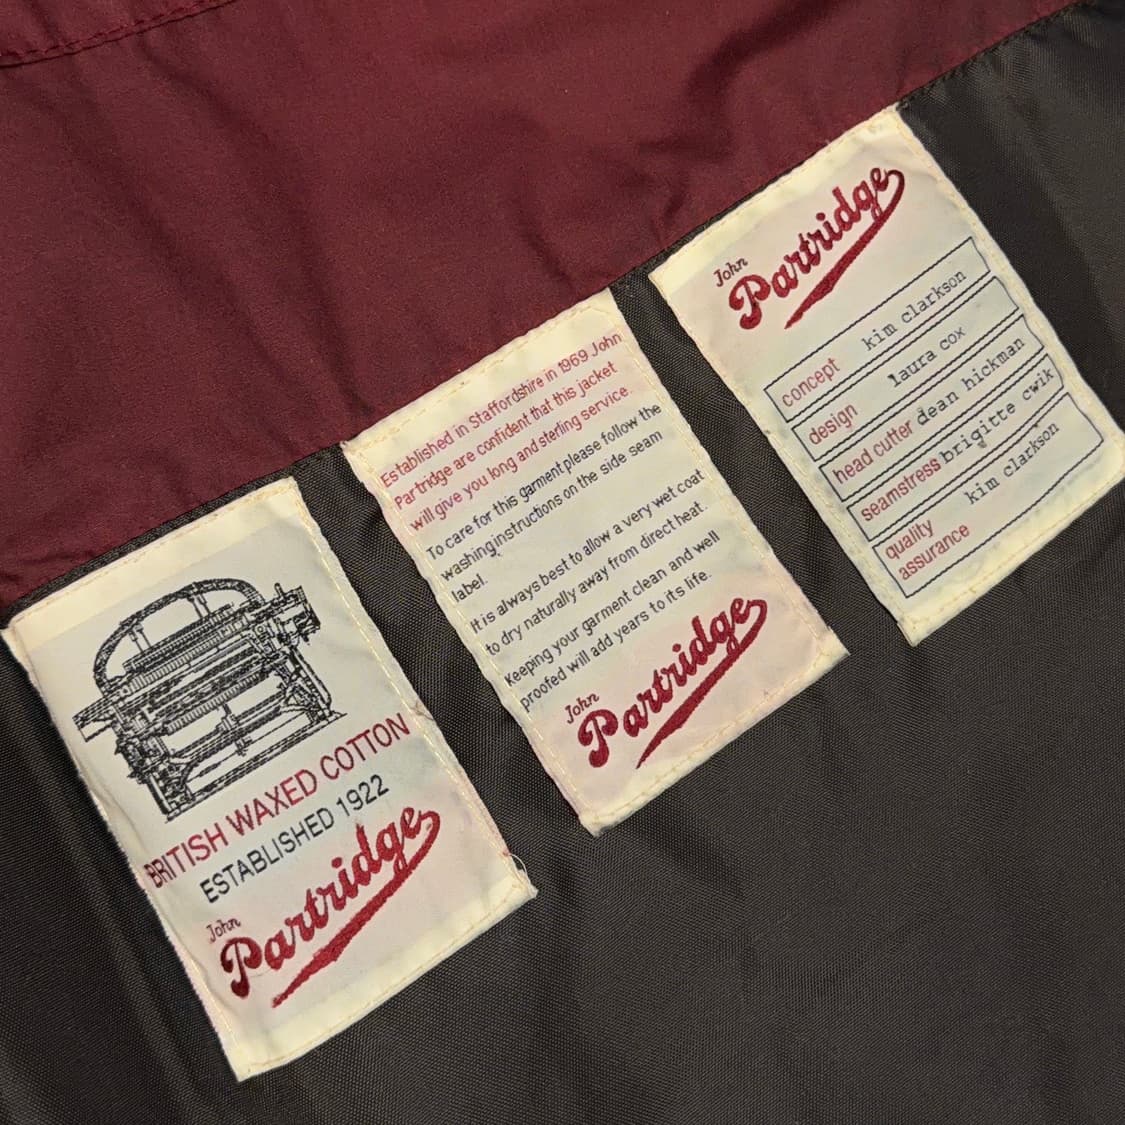 BRITISH WAXED COTTON
ESTABLISHED 1922
John
Partridge
Established in Staffordshire in 1969 John
Partridge are confident that this jacket
will give you long and sterling service.
To care for this garment please follow the
washing instructions on the side seam
label.
It is always best to allow a very wet coat
to dry naturally away from direct heat.
Keeping your garment clean and well
proofed will add years to its life.
John
Partridge
John
Partridge
concept kim clarkson
design laura cox
head cutter dean hickman
seamstress brigitte cwik
quality
assurance kim clarkson